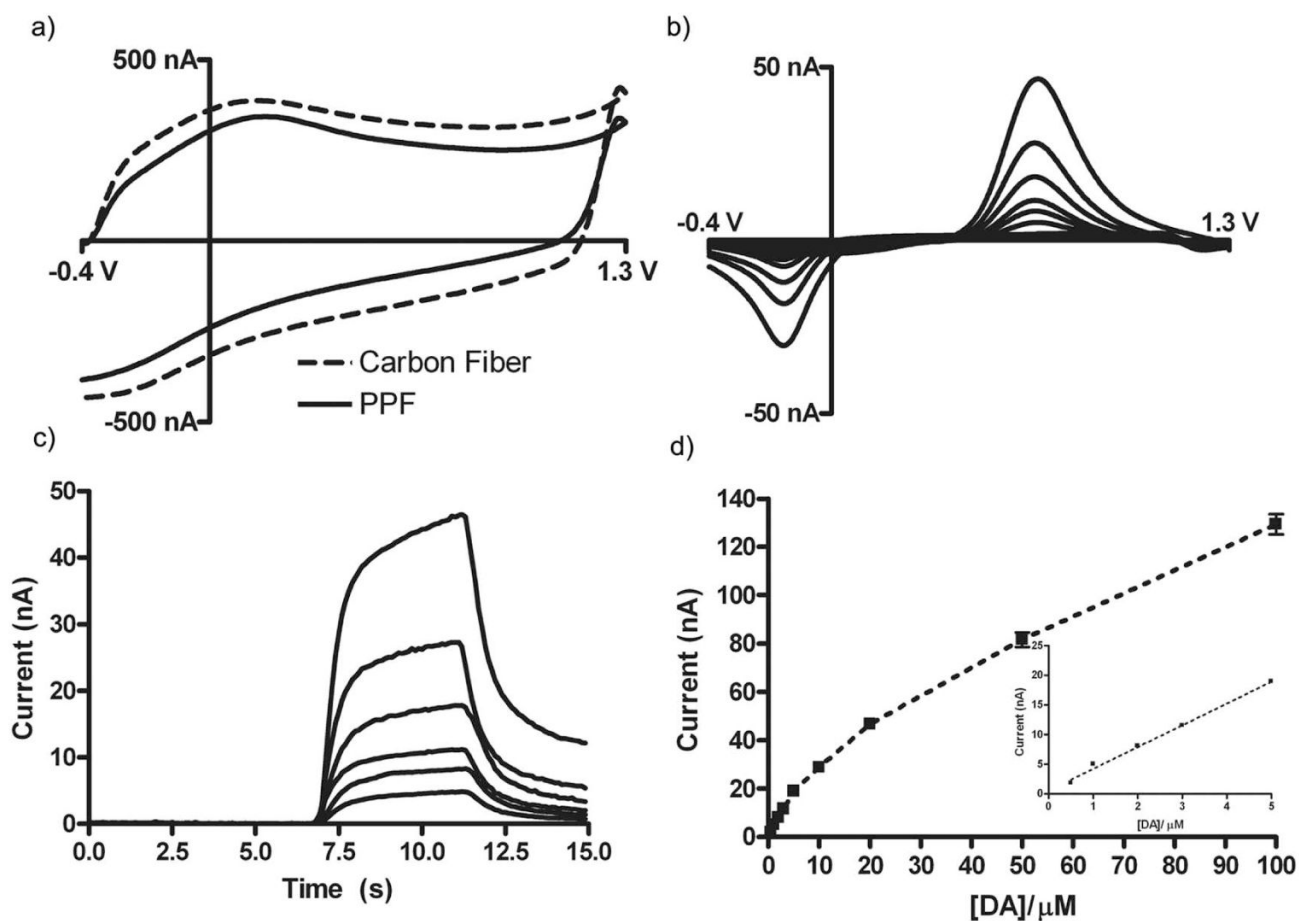 a)
500 nA
-0.4 V
1.3 V
Carbon Fiber
PPF
-500 nA
b)
50 nA
-0.4 V
1.3 V
-50 nA
c)
50
40
30
20
10
0
Current (nA)
0.0 2.5 5.0 7.5 10.0 12.5 15.0
Time (s)
d)
140
120
100
80
60
40
20
0
Current (nA)
0 10 20 30 40 50 60 70 80 90 100
[DA]/μM
25
20
15
10
5
0
Current (nA)
0 1 2 3 4 5
[DA]/ μM